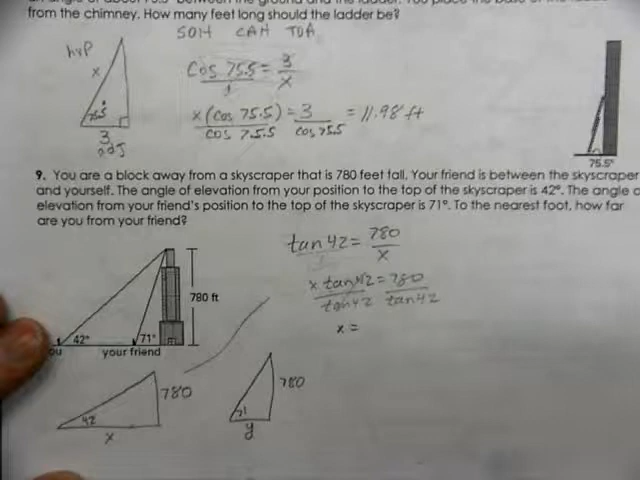 from the chimney. How many feet long should the ladder be?
SOH CAH TOA
hyp
x
75.5°
3
adj
cos 75.5 = 3
1 x
x (cos 75.5) = 3 = 11.98 ft
cos 75.5 cos 75.5
75.5°
9. You are a block away from a skyscraper that is 780 feet tall. Your friend is between the skyscraper
and yourself. The angle of elevation from your position to the top of the skyscraper is 42°. The angle o
elevation from your friend's position to the top of the skyscraper is 71°. To the nearest foot, how far
are you from your friend?
tan 42 = 780
x
x tan 42 = 780
tan 42 tan 42
x =
780 ft
42° 71°
ou your friend
780
42
x
780
71
y